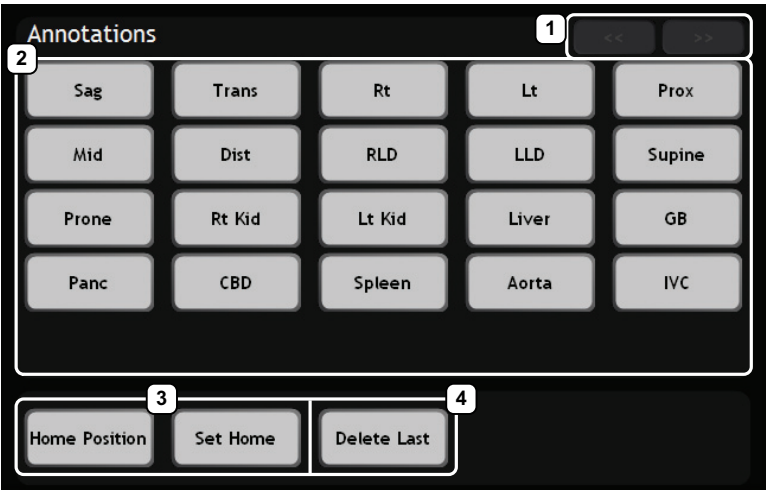 Annotations 1 << >>
2
Sag Trans Rt Lt Prox
Mid Dist RLD LLD Supine
Prone Rt Kid Lt Kid Liver GB
Panc CBD Spleen Aorta IVC
3 4
Home Position Set Home Delete Last